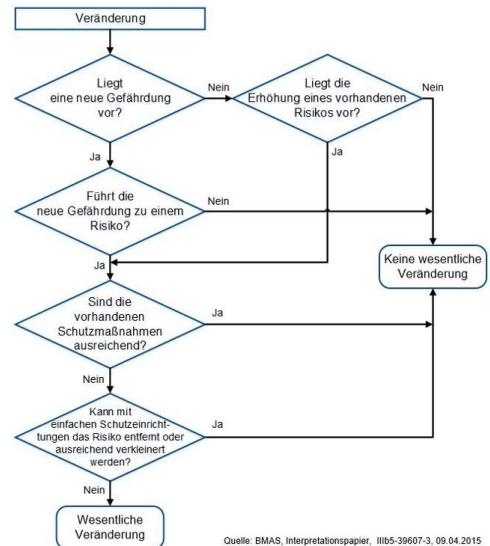 Veränderung
Liegt
eine neue Gefährdung
vor?
Nein
Liegt die
Erhöhung eines vorhandenen
Risikos vor?
Nein
Ja
Ja
Führt die
neue Gefährdung zu einem
Risiko?
Nein
Ja
Keine wesentliche
Veränderung
Sind die
vorhandenen
Schutzmaßnahmen
ausreichend?
Ja
Nein
Kann mit
einfachen Schutzeinrich-
tungen das Risiko entfernt oder
ausreichend verkleinert
werden?
Ja
Nein
Wesentliche
Veränderung
Quelle: BMAS, Interpretationspapier, IIIb5-39607-3, 09.04.2015